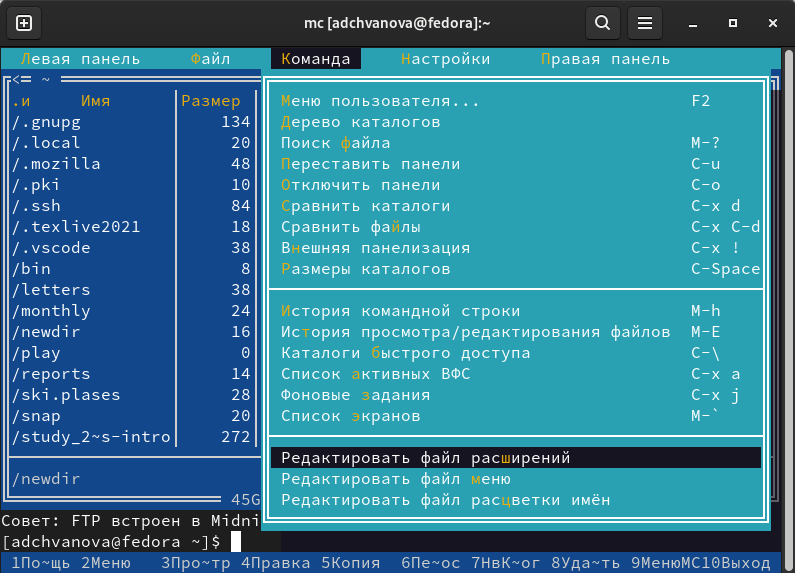 mc [adchvanova@fedora]:~
Левая панель Файл Команда Настройки Правая панель
<= ~
.и Имя Размер
/.gnupg 134
/.local 20
/.mozilla 48
/.pki 10
/.ssh 84
/.texlive2021 18
/.vscode 38
/bin 8
/letters 38
/monthly 24
/newdir 16
/play 0
/reports 14
/ski.plases 28
/snap 20
/study_2~s-intro 272
/newdir
45G
Меню пользователя... F2
Дерево каталогов
Поиск файла M-?
Переставить панели C-u
Отключить панели C-o
Сравнить каталоги C-x d
Сравнить файлы C-x C-d
Внешняя панелизация C-x !
Размеры каталогов C-Space
История командной строки M-h
История просмотра/редактирования файлов M-E
Каталоги быстрого доступа C-\
Список активных ВФС C-x a
Фоновые задания C-x j
Список экранов M-`
Редактировать файл расширений
Редактировать файл меню
Редактировать файл расцветки имён
Совет: FTP встроен в Midni
[adchvanova@fedora ~]$
1По~щь 2Меню 3Про~тр 4Правка 5Копия 6Пе~ос 7НвК~ог 8Уда~ть 9МенюMC10Выход